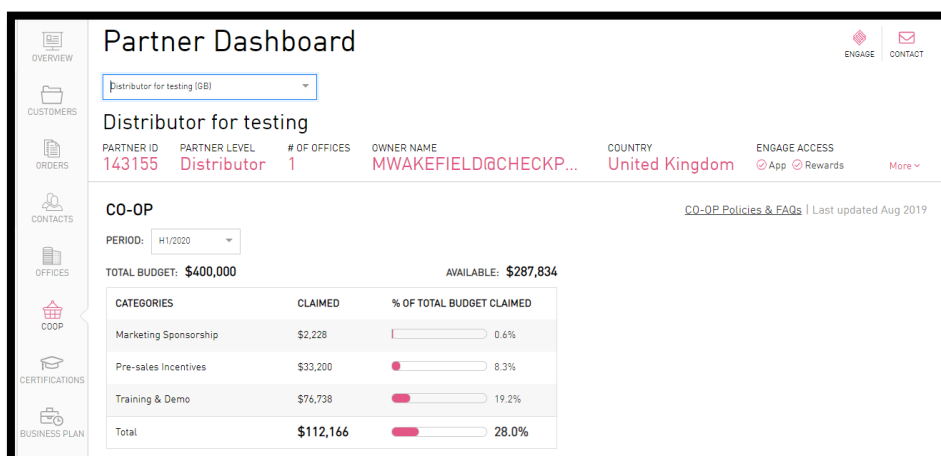 Partner Dashboard
ENGAGE
CONTACT
OVERVIEW
CUSTOMERS
ORDERS
CONTACTS
OFFICES
COOP
CERTIFICATIONS
BUSINESS PLAN
Distributor for testing (GB)
Distributor for testing
PARTNER ID PARTNER LEVEL # OF OFFICES OWNER NAME COUNTRY ENGAGE ACCESS
143155 Distributor 1 MWAKEFIELD@CHECKP... United Kingdom App Rewards More
CO-OP
CO-OP Policies & FAQs | Last updated Aug 2019
PERIOD: H1/2020
TOTAL BUDGET: $400,000 AVAILABLE: $287,834
CATEGORIES CLAIMED % OF TOTAL BUDGET CLAIMED
Marketing Sponsorship $2,228 0.6%
Pre-sales Incentives $33,200 8.3%
Training & Demo $76,738 19.2%
Total $112,166 28.0%